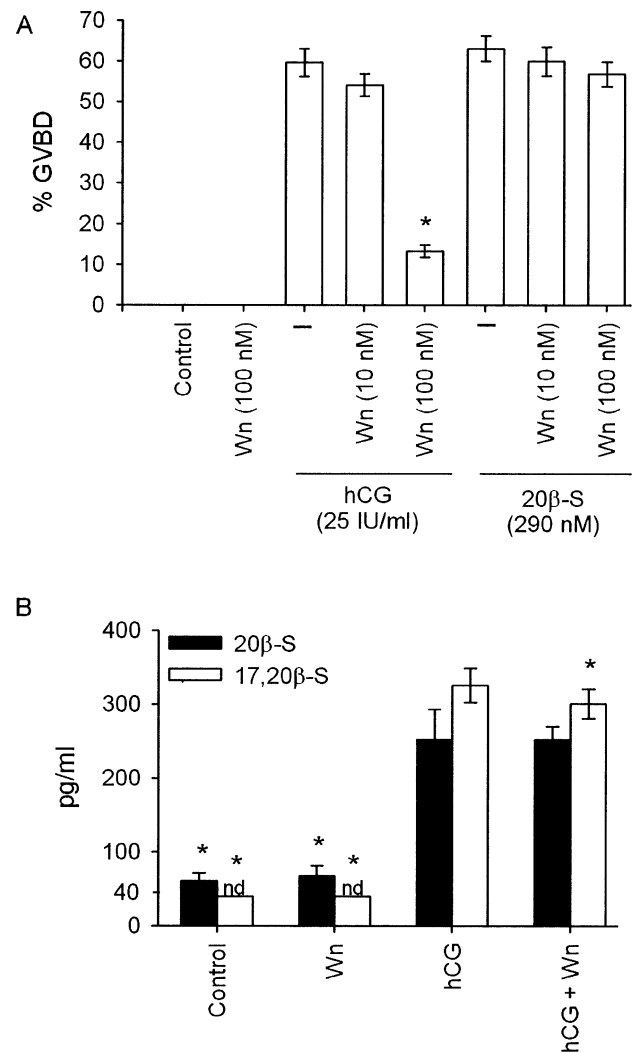 A
70
60
50
40
30
20
10
0
% GVBD
*
Control
Wn (100 nM)
–
Wn (10 nM)
Wn (100 nM)
–
Wn (10 nM)
Wn (100 nM)
hCG
(25 IU/ml)
20β-S
(290 nM)
B
400
300
200
100
40
0
pg/ml
20β-S
17,20β-S
*
*
nd
*
*
nd
*
Control
Wn
hCG
hCG + Wn